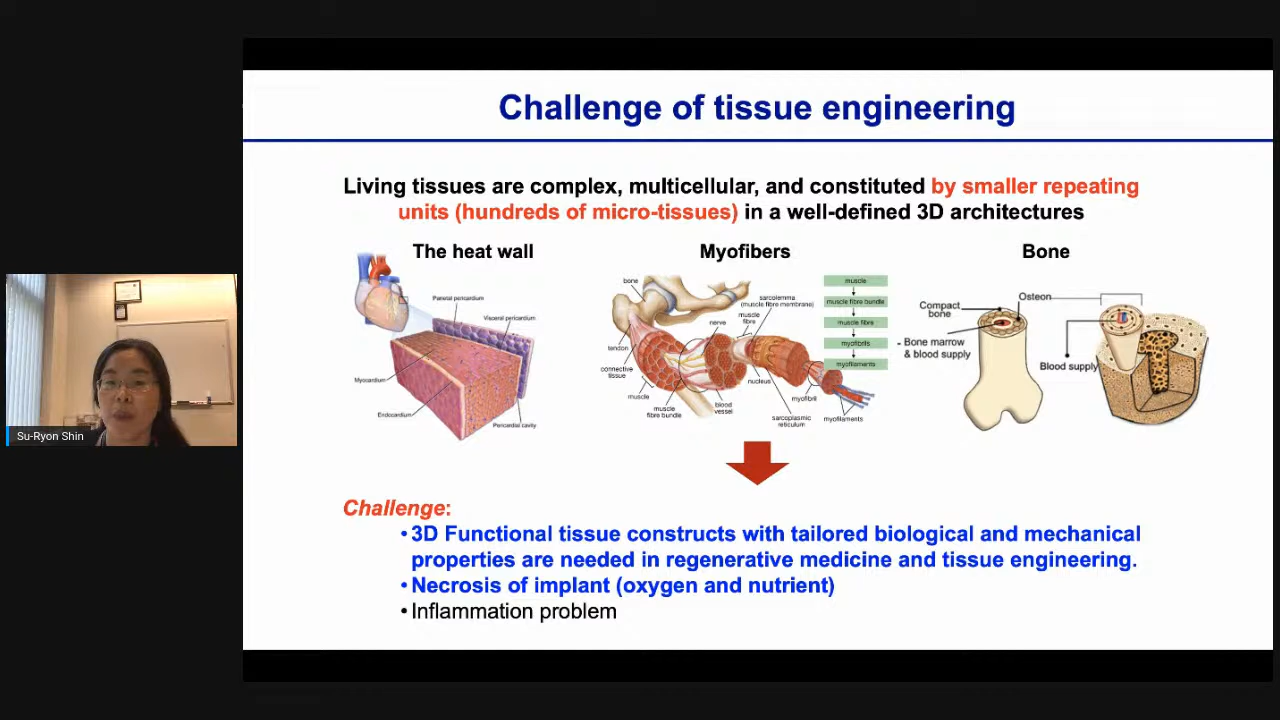 Challenge of tissue engineering
Living tissues are complex, multicellular, and constituted by smaller repeating
units (hundreds of micro-tissues) in a well-defined 3D architectures
The heat wall
Parietal pericardium
Visceral pericardium
Myocardium
Endocardium
Pericardial cavity
Myofibers
bone
sarcolemma
(muscle fibre membrane)
muscle
fibre
nerve
tendon
connective
tissue
muscle
muscle
fibre bundle
blood
vessel
nucleus
sarcoplasmic
reticulum
myofibril
myofilaments
muscle
muscle fibre bundle
muscle fibre
myofibrils
myofilaments
Bone
Compact
bone
Osteon
- Bone marrow
& blood supply
Blood supply
Challenge:
•3D Functional tissue constructs with tailored biological and mechanical
properties are needed in regenerative medicine and tissue engineering.
•Necrosis of implant (oxygen and nutrient)
•Inflammation problem
Su-Ryon Shin